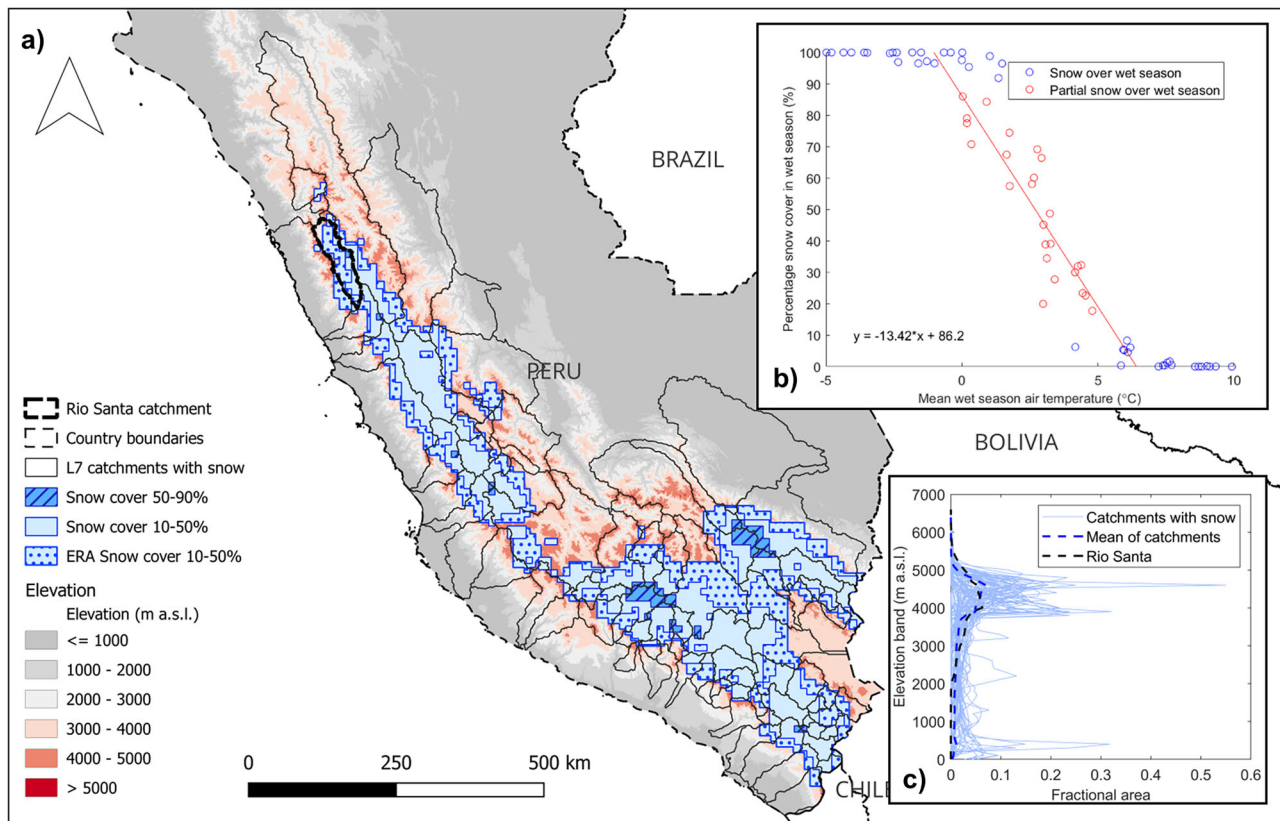 a)
BRAZIL
PERU
BOLIVIA
CHILE
Rio Santa catchment
Country boundaries
L7 catchments with snow
Snow cover 50-90%
Snow cover 10-50%
ERA Snow cover 10-50%
Elevation
Elevation (m a.s.l.)
<= 1000
1000 - 2000
2000 - 3000
3000 - 4000
4000 - 5000
> 5000
0 250 500 km
b)
Percentage snow cover in wet season (%)
100
90
80
70
60
50
40
30
20
10
0
Snow over wet season
Partial snow over wet season
y = -13.42*x + 86.2
-5 0 5 10
Mean wet season air temperature (°C)
c)
Elevation band (m a.s.l.)
7000
6000
5000
4000
3000
2000
1000
0
Catchments with snow
Mean of catchments
Rio Santa
0 0.1 0.2 0.3 0.4 0.5 0.6
Fractional area